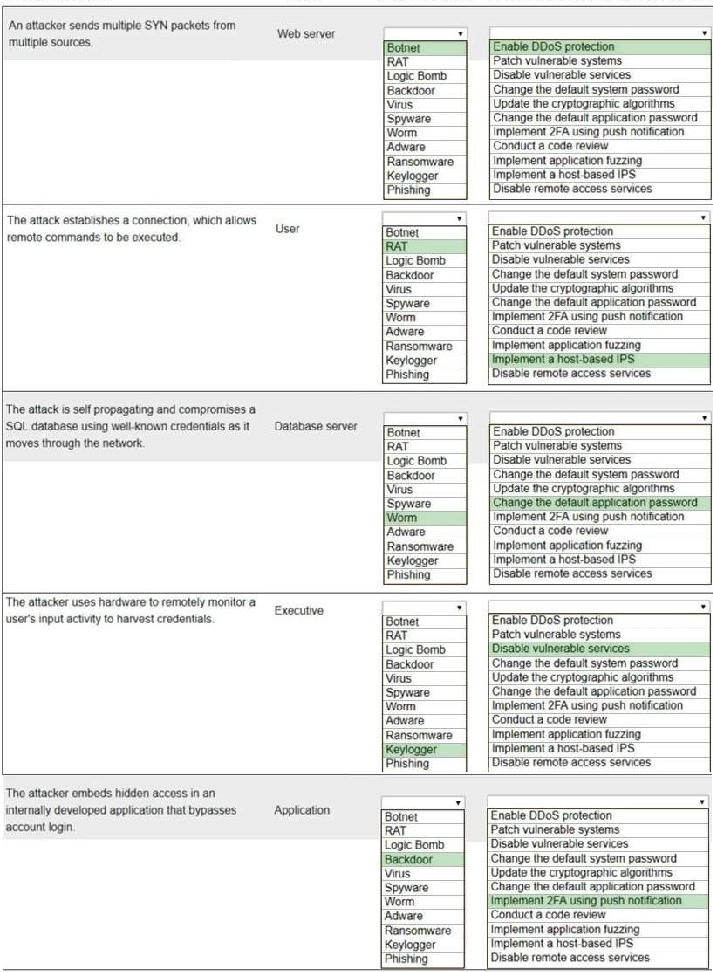 An attacker sends multiple SYN packets from
multiple sources.
Web server
Botnet
RAT
Logic Bomb
Backdoor
Virus
Spyware
Worm
Adware
Ransomware
Keylogger
Phishing
Enable DDoS protection
Patch vulnerable systems
Disable vulnerable services
Change the default system password
Update the cryptographic algorithms
Change the default application password
Implement 2FA using push notification
Conduct a code review
Implement application fuzzing
Implement a host-based IPS
Disable remote access services
The attack establishes a connection, which allows
remote commands to be executed.
User
Botnet
RAT
Logic Bomb
Backdoor
Virus
Spyware
Worm
Adware
Ransomware
Keylogger
Phishing
Enable DDoS protection
Patch vulnerable systems
Disable vulnerable services
Change the default system password
Update the cryptographic algorithms
Change the default application password
Implement 2FA using push notification
Conduct a code review
Implement application fuzzing
Implement a host-based IPS
Disable remote access services
The attack is self propagating and compromises a
SQL database using well-known credentials as it
moves through the network.
Database server
Botnet
RAT
Logic Bomb
Backdoor
Virus
Spyware
Worm
Adware
Ransomware
Keylogger
Phishing
Enable DDoS protection
Patch vulnerable systems
Disable vulnerable services
Change the default system password
Update the cryptographic algorithms
Change the default application password
Implement 2FA using push notification
Conduct a code review
Implement application fuzzing
Implement a host-based IPS
Disable remote access services
The attacker uses hardware to remotely monitor a
user's input activity to harvest credentials.
Executive
Botnet
RAT
Logic Bomb
Backdoor
Virus
Spyware
Worm
Adware
Ransomware
Keylogger
Phishing
Enable DDoS protection
Patch vulnerable systems
Disable vulnerable services
Change the default system password
Update the cryptographic algorithms
Change the default application password
Implement 2FA using push notification
Conduct a code review
Implement application fuzzing
Implement a host-based IPS
Disable remote access services
The attacker embeds hidden access in an
internally developed application that bypasses
account login.
Application
Botnet
RAT
Logic Bomb
Backdoor
Virus
Spyware
Worm
Adware
Ransomware
Keylogger
Phishing
Enable DDoS protection
Patch vulnerable systems
Disable vulnerable services
Change the default system password
Update the cryptographic algorithms
Change the default application password
Implement 2FA using push notification
Conduct a code review
Implement application fuzzing
Implement a host-based IPS
Disable remote access services